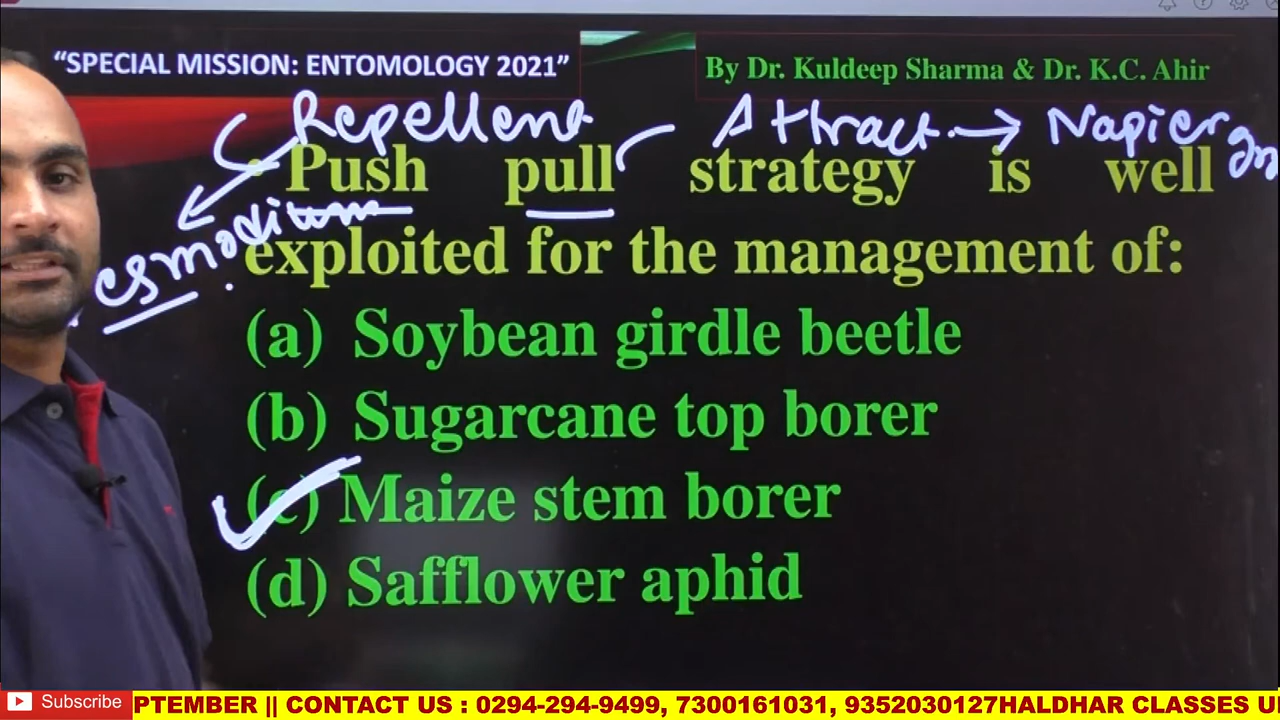 “SPECIAL MISSION: ENTOMOLOGY 2021”
By Dr. Kuldeep Sharma & Dr. K.C. Ahir
Repellent
Attract → Napier
Push pull strategy is well
exploited for the management of:
(a) Soybean girdle beetle
(b) Sugarcane top borer
(c) Maize stem borer
(d) Safflower aphid
Subscribe
PTEMBER || CONTACT US : 0294-294-9499, 7300161031, 9352030127HALDHAR CLASSES U